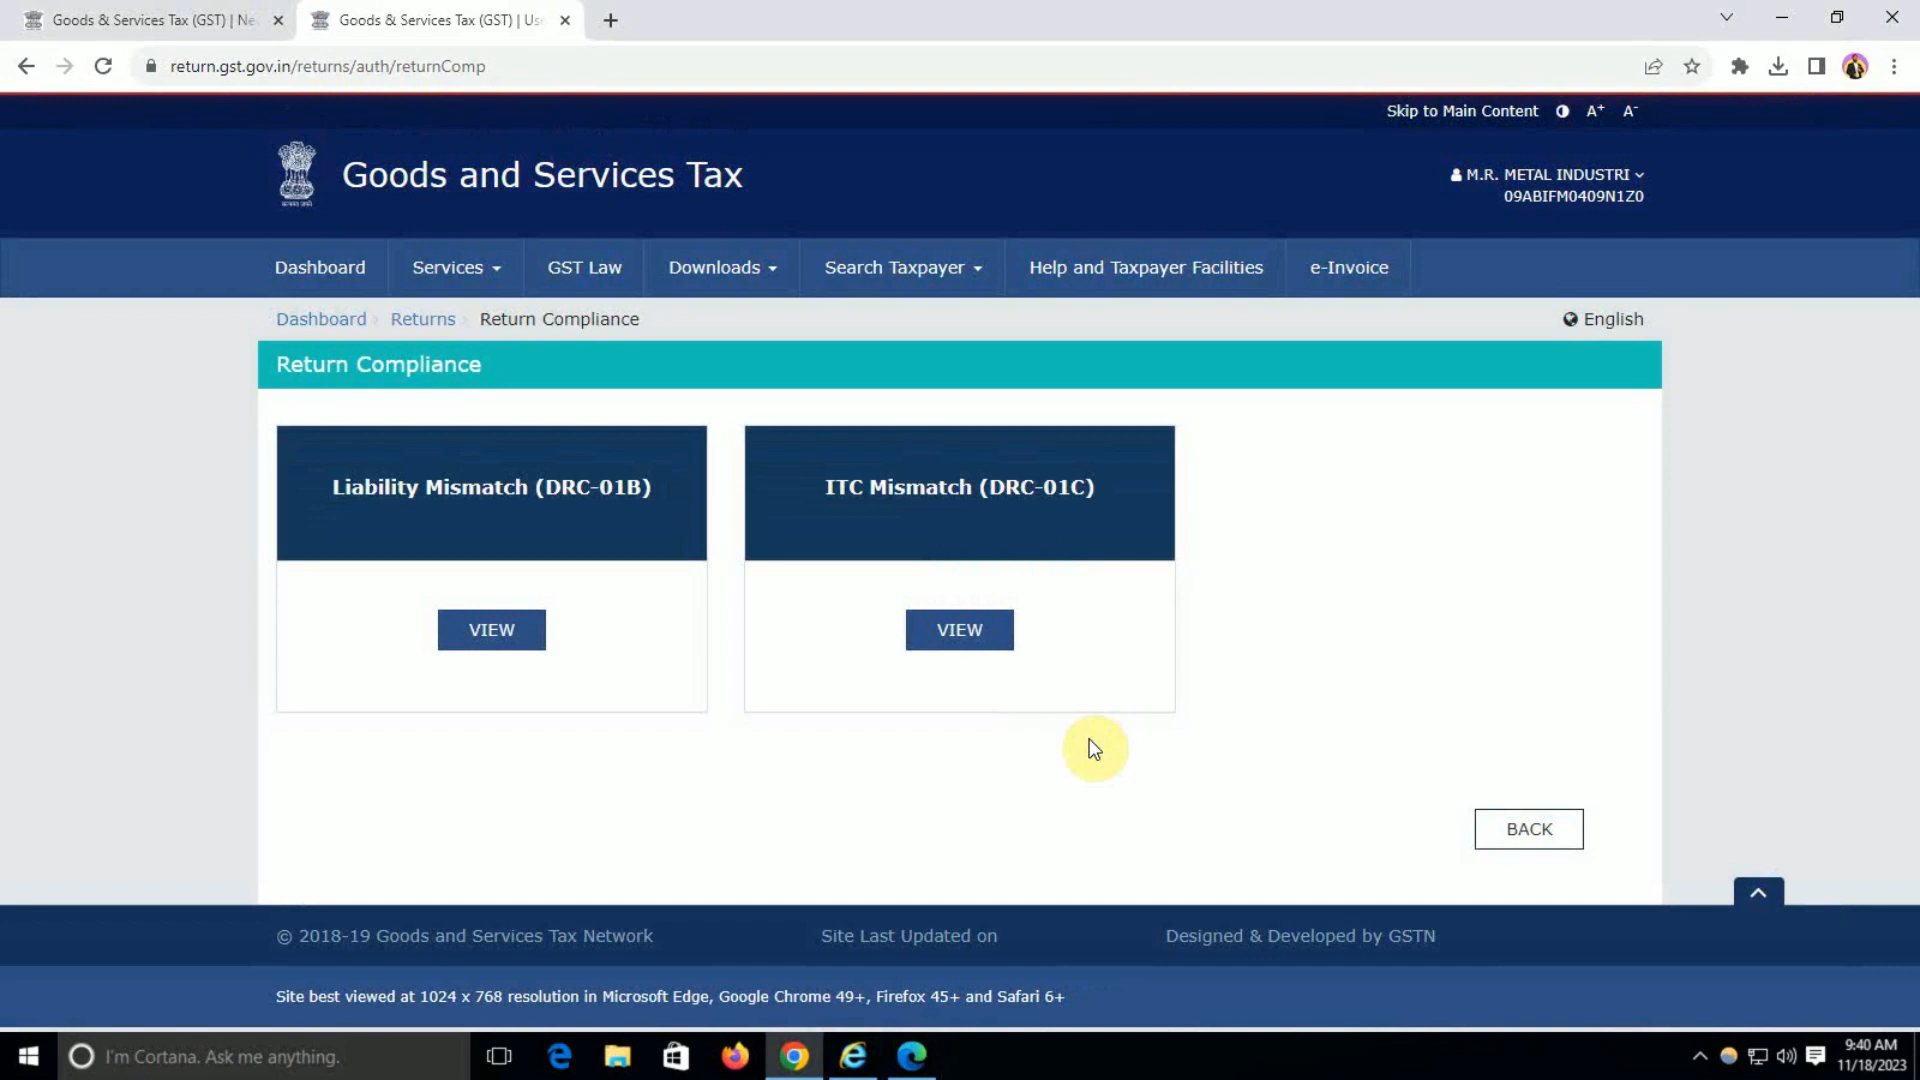 Goods & Services Tax (GST) | Ne
Goods & Services Tax (GST) | Use
return.gst.gov.in/returns/auth/returnComp
Skip to Main Content A+ A-
Goods and Services Tax
M.R. METAL INDUSTRI
09ABIFM0409N1Z0
Dashboard Services GST Law Downloads Search Taxpayer Help and Taxpayer Facilities e-Invoice
Dashboard Returns Return Compliance English
Return Compliance
Liability Mismatch (DRC-01B)
VIEW
ITC Mismatch (DRC-01C)
VIEW
BACK
© 2018-19 Goods and Services Tax Network Site Last Updated on Designed & Developed by GSTN
Site best viewed at 1024 x 768 resolution in Microsoft Edge, Google Chrome 49+, Firefox 45+ and Safari 6+
I'm Cortana. Ask me anything.
9:40 AM
11/18/2023